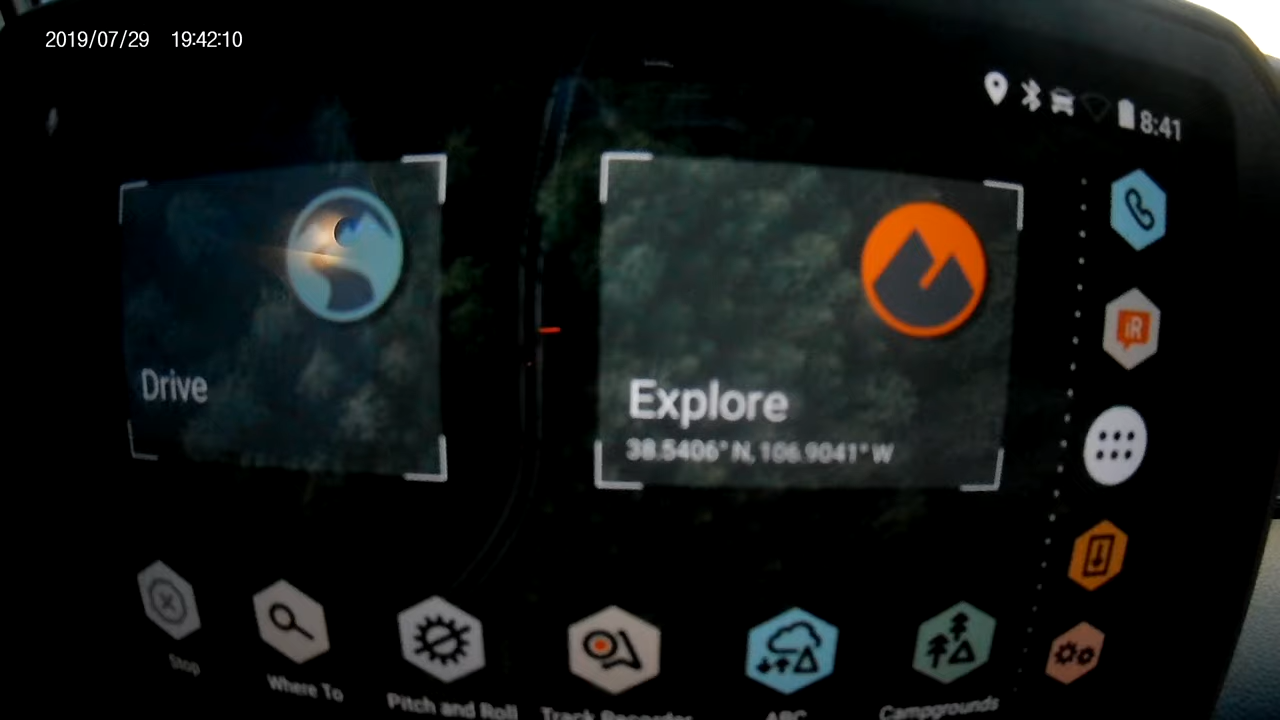 2019/07/29 19:42:10
8:41
Drive
Explore
38.5406° N, 106.9041° W
iR
Stop
Where To
Pitch and Roll
Track Recorder
ABC
Campgrounds